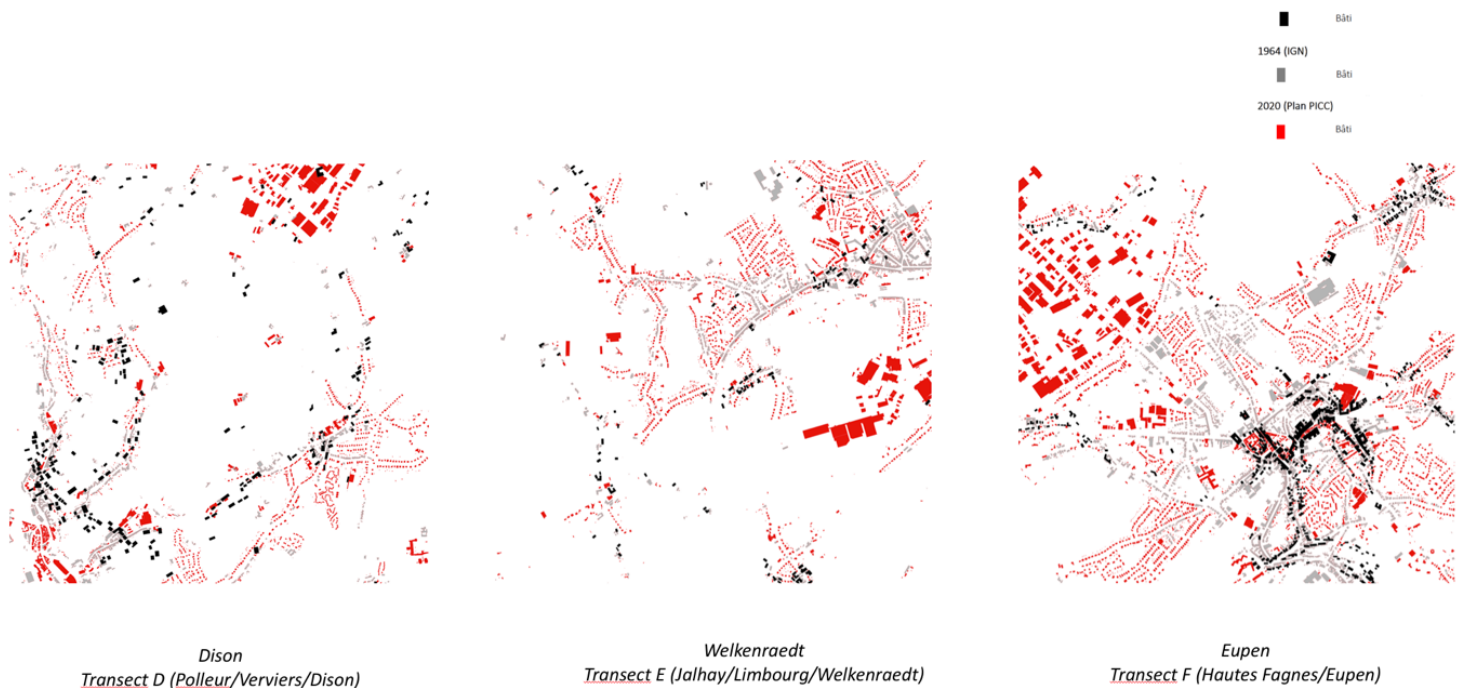 Bâti
1964 (IGN)
Bâti
2020 (Plan PICC)
Bâti
Dison
Transect D (Polleur/Verviers/Dison)
Welkenraedt
Transect E (Jalhay/Limbourg/Welkenraedt)
Eupen
Transect F (Hautes Fagnes/Eupen)